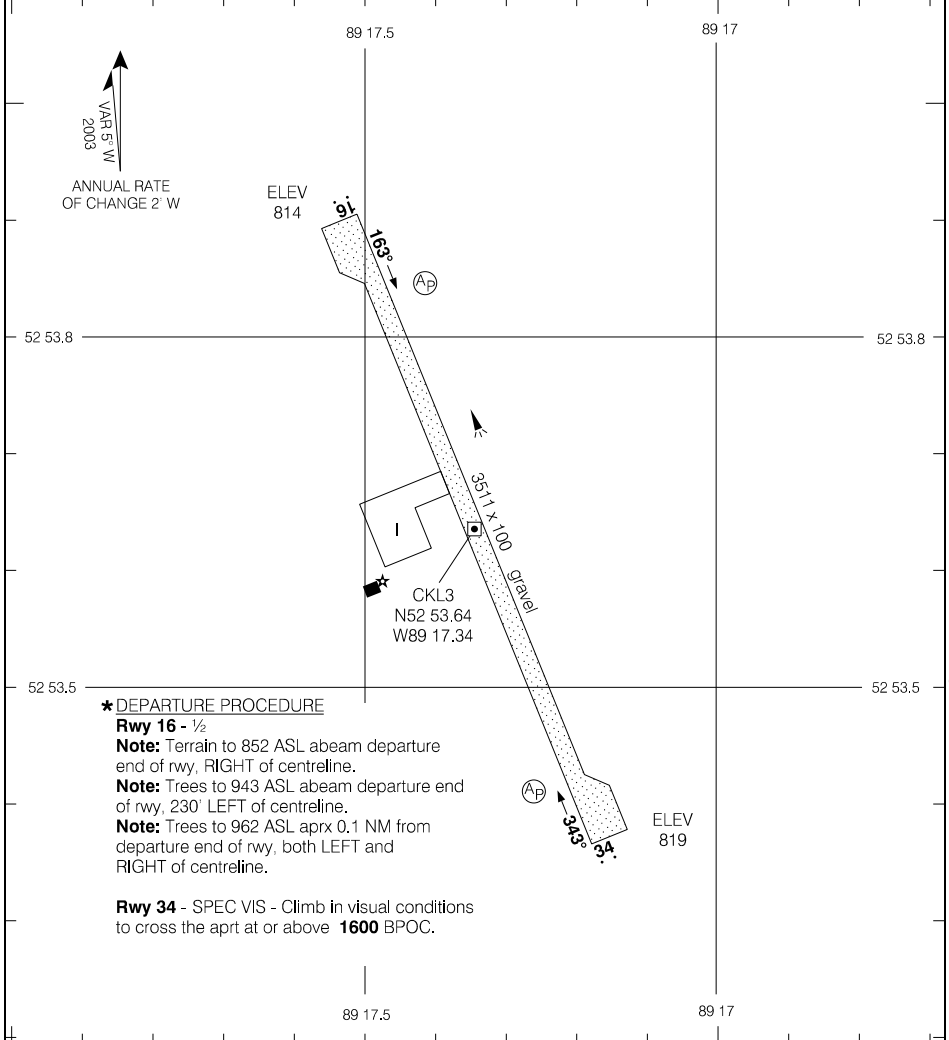 89 17.5
89 17
VAR 5° W
2003
ANNUAL RATE
OF CHANGE 2' W
ELEV
814
16
163°
AP
52 53.8
52 53.8
3511 x 100 gravel
I
CKL3
N52 53.64
W89 17.34
52 53.5
52 53.5
* DEPARTURE PROCEDURE
Rwy 16 - ½
Note: Terrain to 852 ASL abeam departure
end of rwy, RIGHT of centreline.
Note: Trees to 943 ASL abeam departure end
of rwy, 230' LEFT of centreline.
Note: Trees to 962 ASL aprx 0.1 NM from
departure end of rwy, both LEFT and
RIGHT of centreline.
Rwy 34 - SPEC VIS - Climb in visual conditions
to cross the aprt at or above 1600 BPOC.
AP
343°
34
ELEV
819
89 17.5
89 17